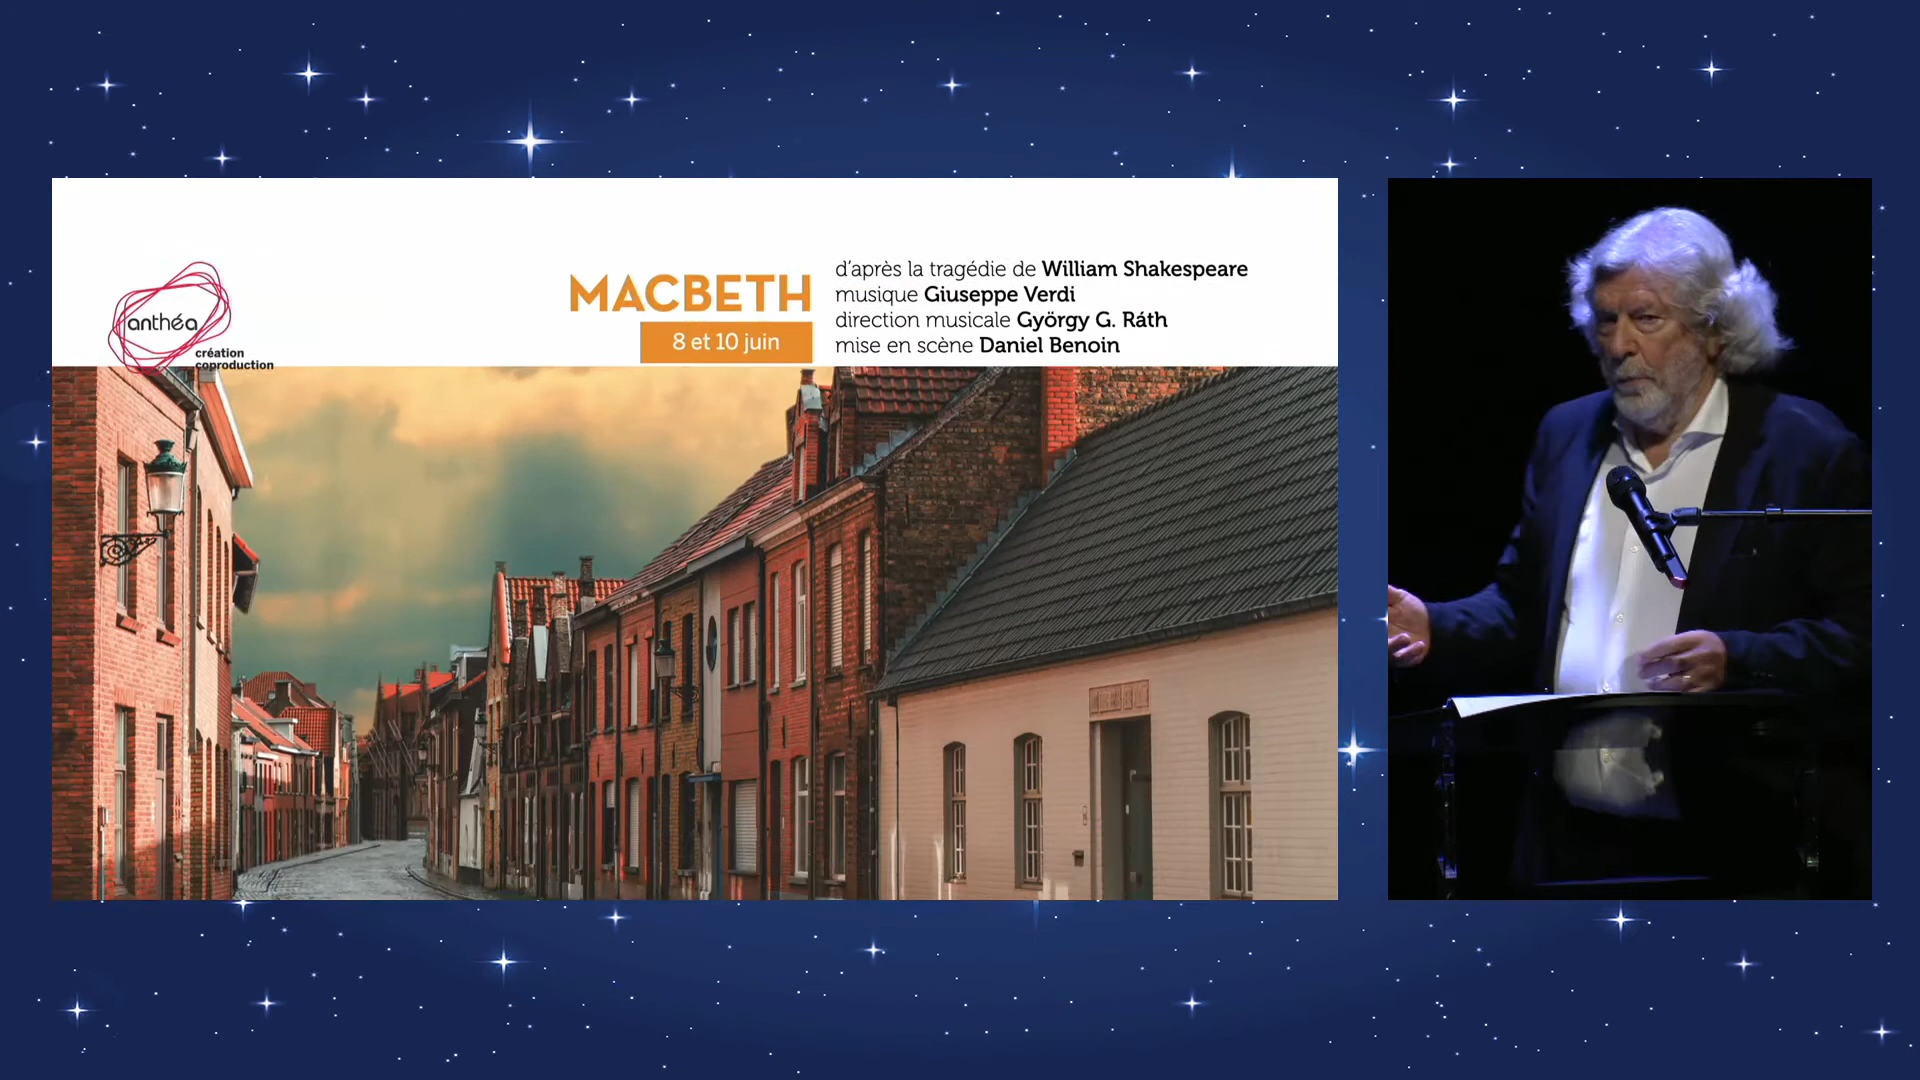 anthéa
création
coproduction
MACBETH
8 et 10 juin
d'après la tragédie de William Shakespeare
musique Giuseppe Verdi
direction musicale György G. Ráth
mise en scène Daniel Benoin